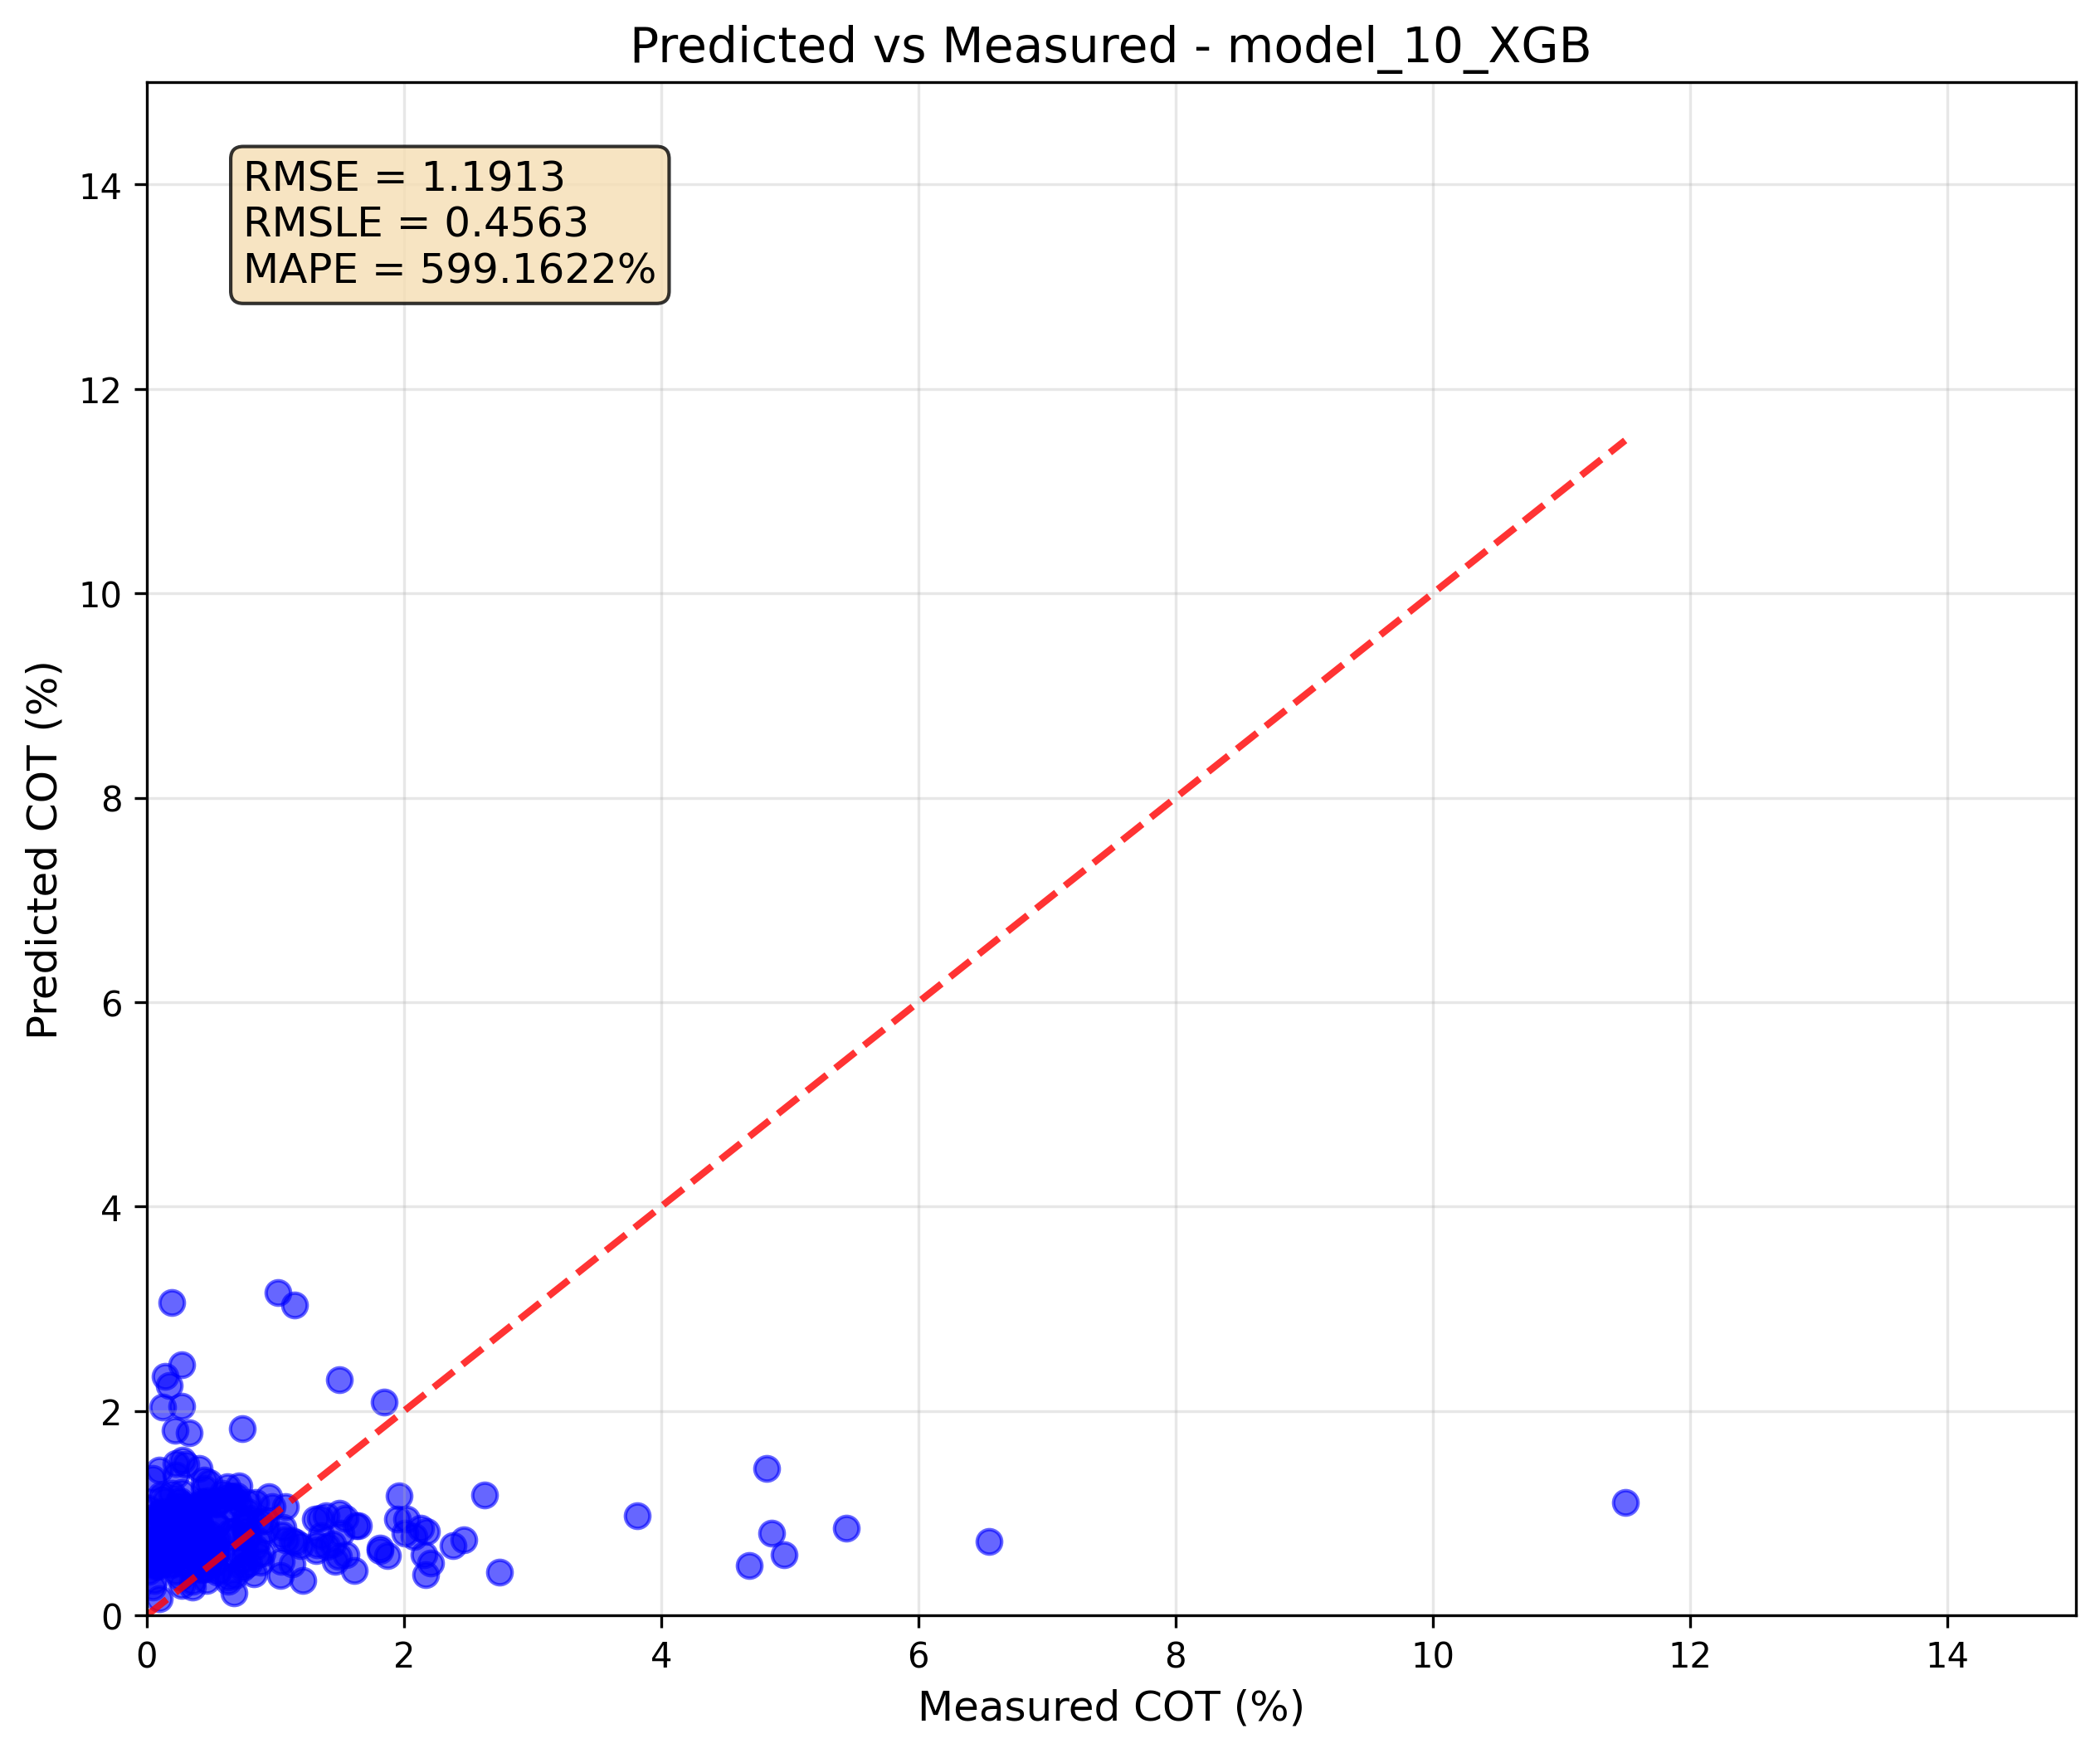 Predicted vs Measured - model_10_XGB
RMSE = 1.1913
RMSLE = 0.4563
MAPE = 599.1622%
Predicted COT (%)
14
12
10
8
6
4
2
0
0 2 4 6 8 10 12 14
Measured COT (%)